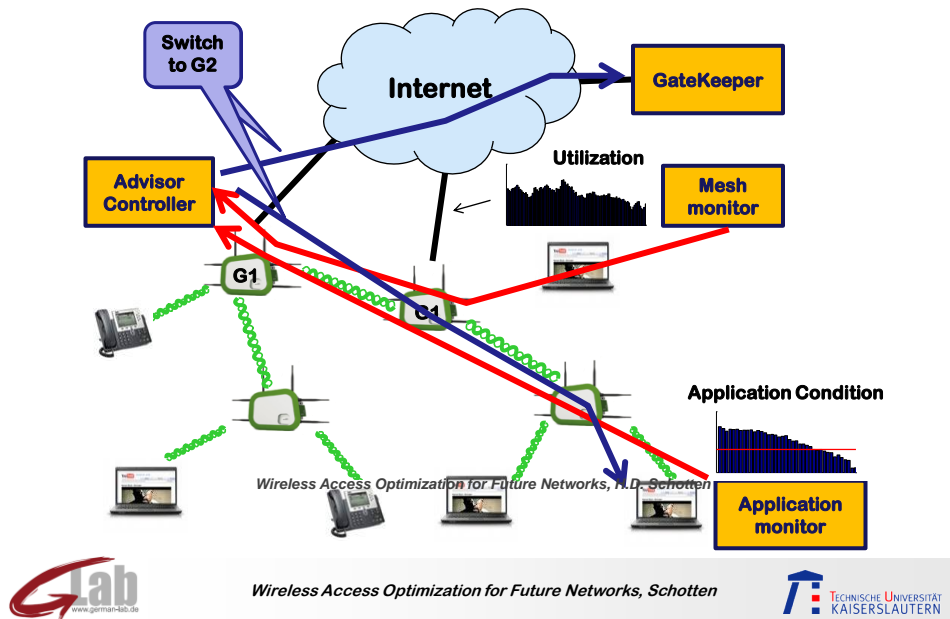 Switch
to G2
Internet
GateKeeper
Utilization
Advisor
Controller
Mesh
monitor
G1
G1
Application Condition
Wireless Access Optimization for Future Networks, H.D. Schotten
Application
monitor
G
Lab
www.german-lab.de
Wireless Access Optimization for Future Networks, Schotten
TECHNISCHE UNIVERSITÄT
KAISERSLAUTERN